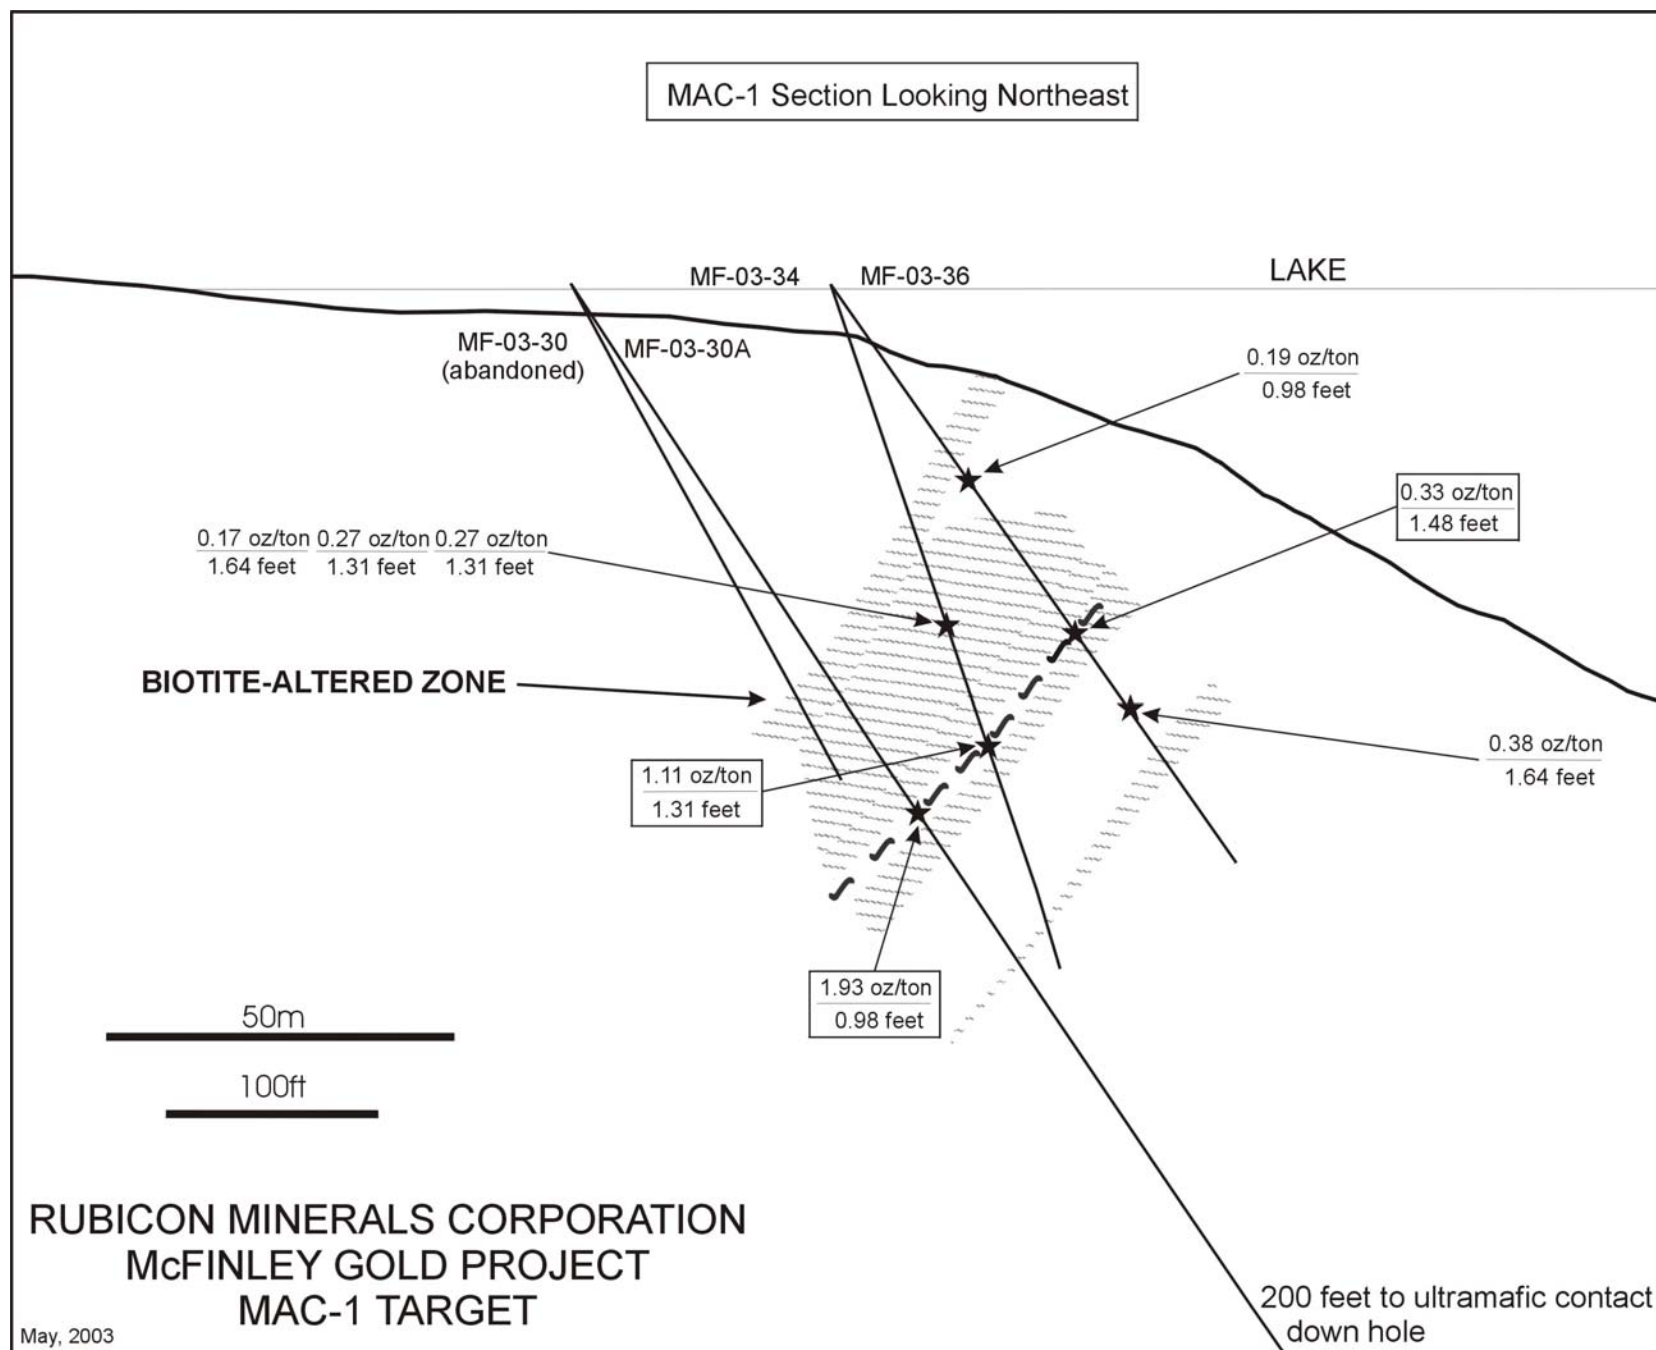 MAC-1 Section Looking Northeast
LAKE
MF-03-34
MF-03-36
MF-03-30
(abandoned)
MF-03-30A
0.19 oz/ton
0.98 feet
0.33 oz/ton
1.48 feet
0.17 oz/ton 0.27 oz/ton 0.27 oz/ton
1.64 feet 1.31 feet 1.31 feet
BIOTITE-ALTERED ZONE
0.38 oz/ton
1.64 feet
1.11 oz/ton
1.31 feet
1.93 oz/ton
0.98 feet
50m
100ft
RUBICON MINERALS CORPORATION
McFINLEY GOLD PROJECT
MAC-1 TARGET
May, 2003
200 feet to ultramafic contact
down hole